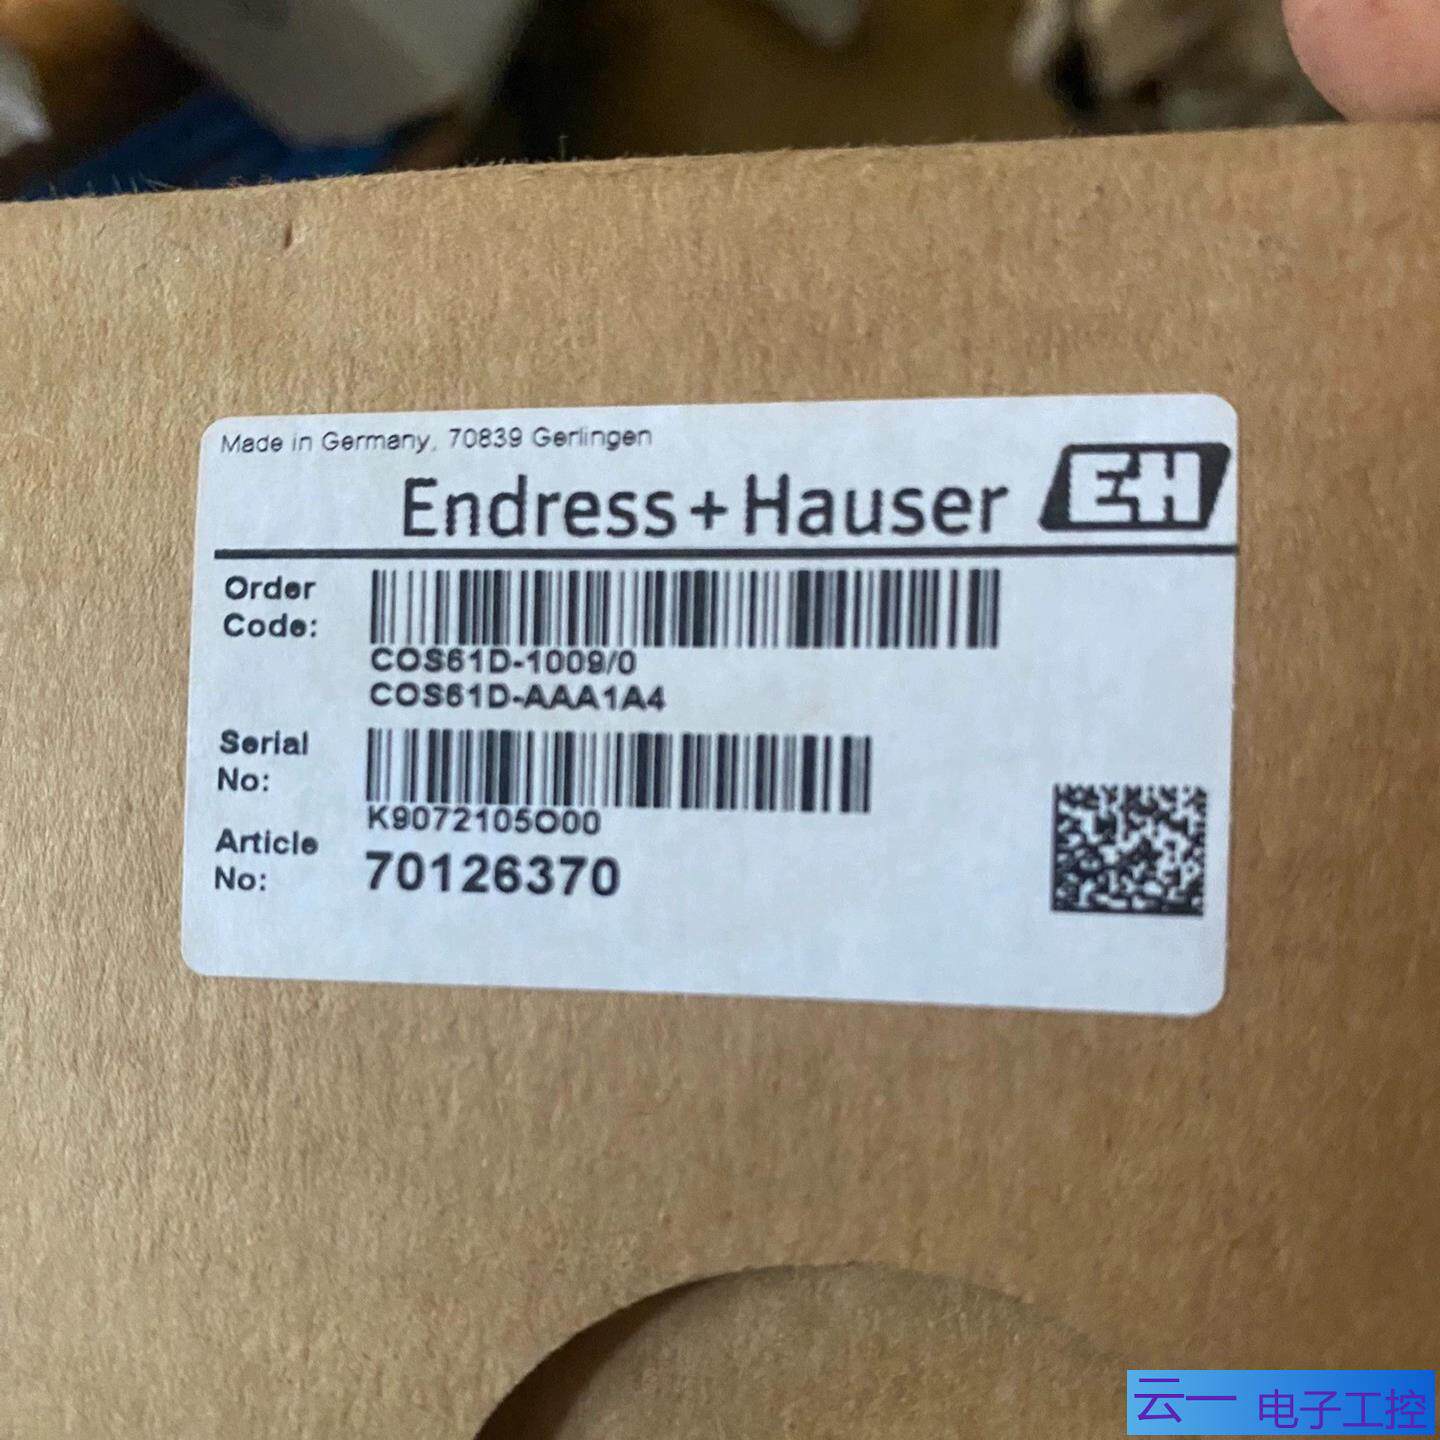 Made in Germany, 70839 Gerlingen
Endress+Hauser EH
Order Code:
COS61D-1009/0
COS61D-AAA1A4
Serial No:
K9072105O00
Article No:
70126370
云一 电子工控